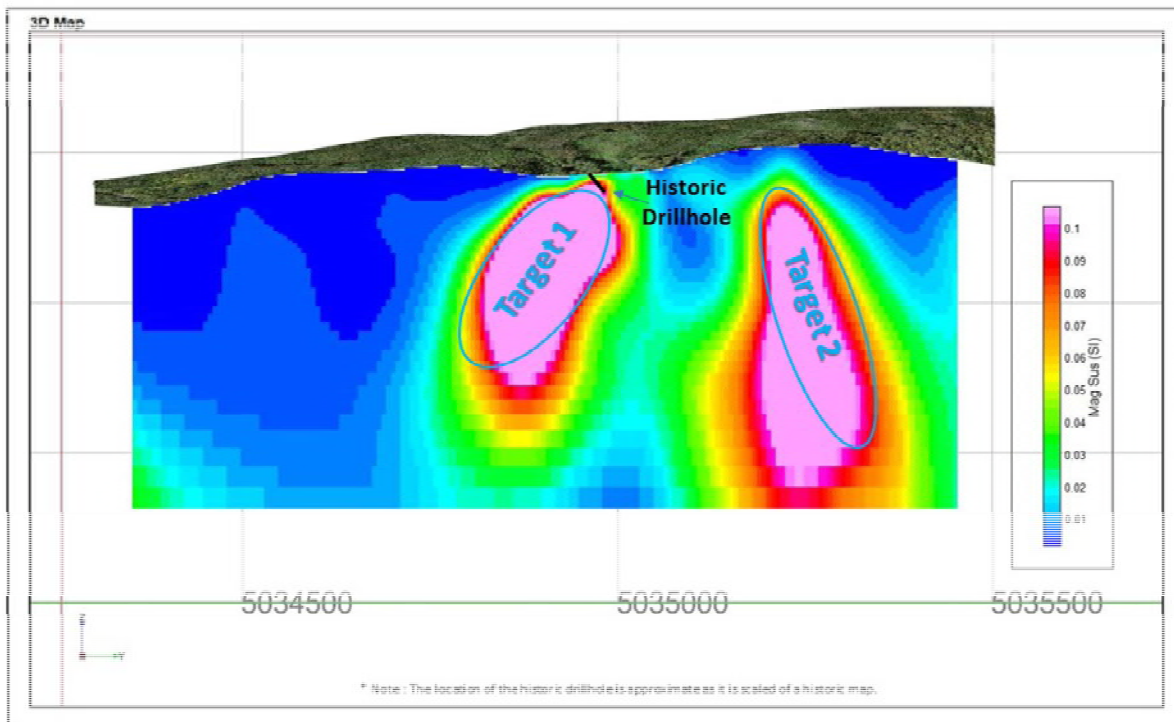 3D Map
Historic
Drillhole
Target 1
Target 2
0.1
0.09
0.08
0.07
0.06
0.05
0.04
0.03
0.02
0.01
Mag Sus (SI)
5034500
5035000
5035500
Z
Y
* Note : The location of the historic drillhole is approximate as it is scaled of a historic map.